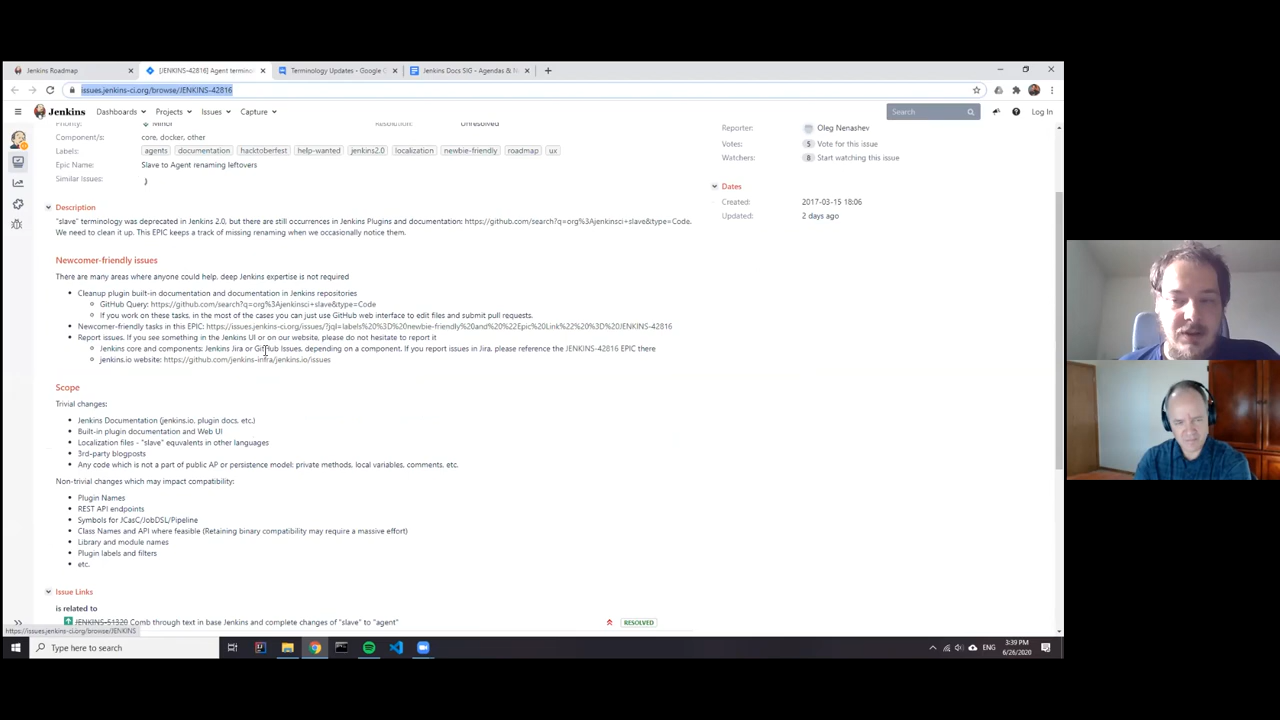 Jenkins Roadmap
[JENKINS-42816] Agent termino
Terminology Updates - Google
Jenkins Docs SIG - Agendas & N
issues.jenkins-ci.org/browse/JENKINS-42816
Jenkins Dashboards Projects Issues Capture Search Log In
Priority: Minor Resolution: Unresolved
Component/s: core, docker, other
Labels: agents documentation hacktoberfest help-wanted jenkins2.0 localization newbie-friendly roadmap ux
Epic Name: Slave to Agent renaming leftovers
Similar Issues: )
Reporter: Oleg Nenashev
Votes: 5 Vote for this issue
Watchers: 8 Start watching this issue
Dates
Created: 2017-03-15 18:06
Updated: 2 days ago
Description
"slave" terminology was deprecated in Jenkins 2.0, but there are still occurrences in Jenkins Plugins and documentation: https://github.com/search?q=org%3Ajenkinsci+slave&type=Code.
We need to clean it up. This EPIC keeps a track of missing renaming when we occasionally notice them.
Newcomer-friendly issues
There are many areas where anyone could help, deep Jenkins expertise is not required
• Cleanup plugin built-in documentation and documentation in Jenkins repositories
GitHub Query: https://github.com/search?q=org%3Ajenkinsci+slave&type=Code
If you work on these tasks, in the most of the cases you can just use GitHub web interface to edit files and submit pull requests.
• Newcomer-friendly tasks in this EPIC: https://issues.jenkins-ci.org/issues/?jql=labels%20%3D%20newbie-friendly%20and%20%22Epic%20Link%22%20%3D%20JENKINS-42816
• Report issues. If you see something in the Jenkins UI or on our website, please do not hesitate to report it
Jenkins core and components: Jenkins Jira or GitHub Issues, depending on a component. If you report issues in Jira, please reference the JENKINS-42816 EPIC there
jenkins.io website: https://github.com/jenkins-infra/jenkins.io/issues
Scope
Trivial changes:
• Jenkins Documentation (jenkins.io, plugin docs, etc.)
• Built-in plugin documentation and Web UI
• Localization files - "slave" equvalents in other languages
• 3rd-party blogposts
• Any code which is not a part of public AP or persistence model: private methods, local variables, comments, etc.
Non-trivial changes which may impact compatibility:
• Plugin Names
• REST API endpoints
• Symbols for JCasC/JobDSL/Pipeline
• Class Names and API where feasible (Retaining binary compatibility may require a massive effort)
• Library and module names
• Plugin labels and filters
• etc.
Issue Links
is related to
JENKINS-51320 Comb through text in base Jenkins and complete changes of "slave" to "agent" RESOLVED
https://issues.jenkins-ci.org/browse/JENKINS
Type here to search
ENG
3:39 PM
6/26/2020